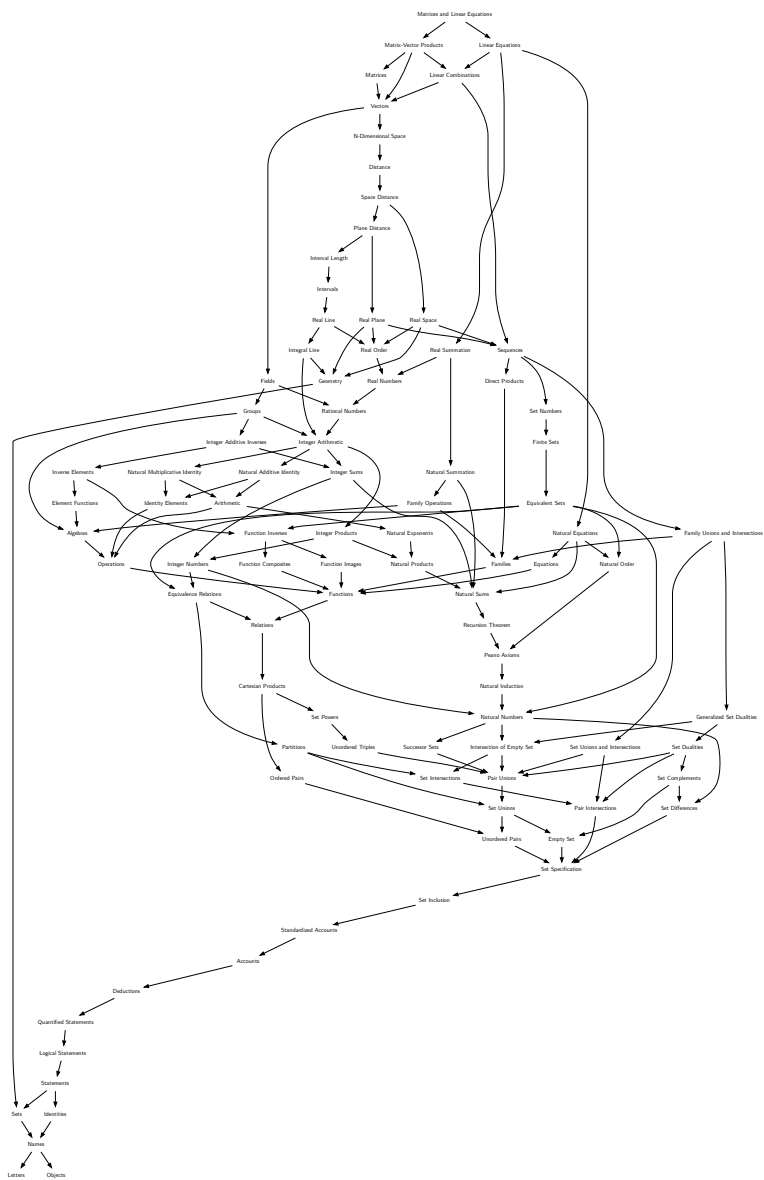 Matrices and Linear Equations
Matrix-Vector Products
Linear Equations
Matrices
Linear Combinations
Vectors
N-Dimensional Space
Distance
Space Distance
Plane Distance
Interval Length
Intervals
Real Line
Real Plane
Real Space
Integral Line
Real Order
Real Summation
Sequences
Fields
Geometry
Real Numbers
Direct Products
Groups
Rational Numbers
Set Numbers
Integer Additive Inverses
Integer Arithmetic
Finite Sets
Inverse Elements
Natural Multiplicative Identity
Natural Additive Identity
Integer Sums
Natural Summation
Element Functions
Identity Elements
Arithmetic
Family Operations
Equivalent Sets
Algebras
Function Inverses
Integer Products
Natural Exponents
Natural Equations
Family Unions and Intersections
Operations
Integer Numbers
Function Composites
Function Images
Natural Products
Families
Equations
Natural Order
Equivalence Relations
Functions
Natural Sums
Relations
Recursion Theorem
Peano Axioms
Cartesian Products
Natural Induction
Set Powers
Natural Numbers
Generalized Set Dualities
Partitions
Unordered Triples
Successor Sets
Intersection of Empty Set
Set Unions and Intersections
Set Dualities
Ordered Pairs
Set Intersections
Pair Unions
Set Complements
Set Unions
Pair Intersections
Set Differences
Unordered Pairs
Empty Set
Set Specification
Set Inclusion
Standardized Accounts
Accounts
Deductions
Quantified Statements
Logical Statements
Statements
Sets
Identities
Names
Letters
Objects